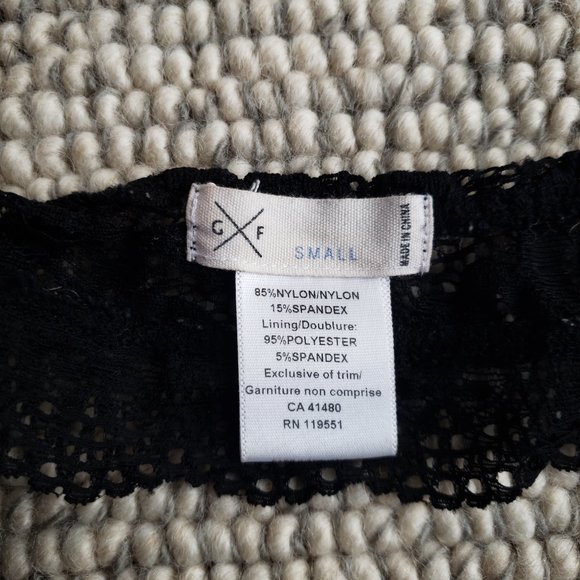 G F
SMALL
MADE IN CHINA
85%NYLON/NYLON
15%SPANDEX
Lining/Doublure:
95%POLYESTER
5%SPANDEX
Exclusive of trim/
Garniture non comprise
CA 41480
RN 119551